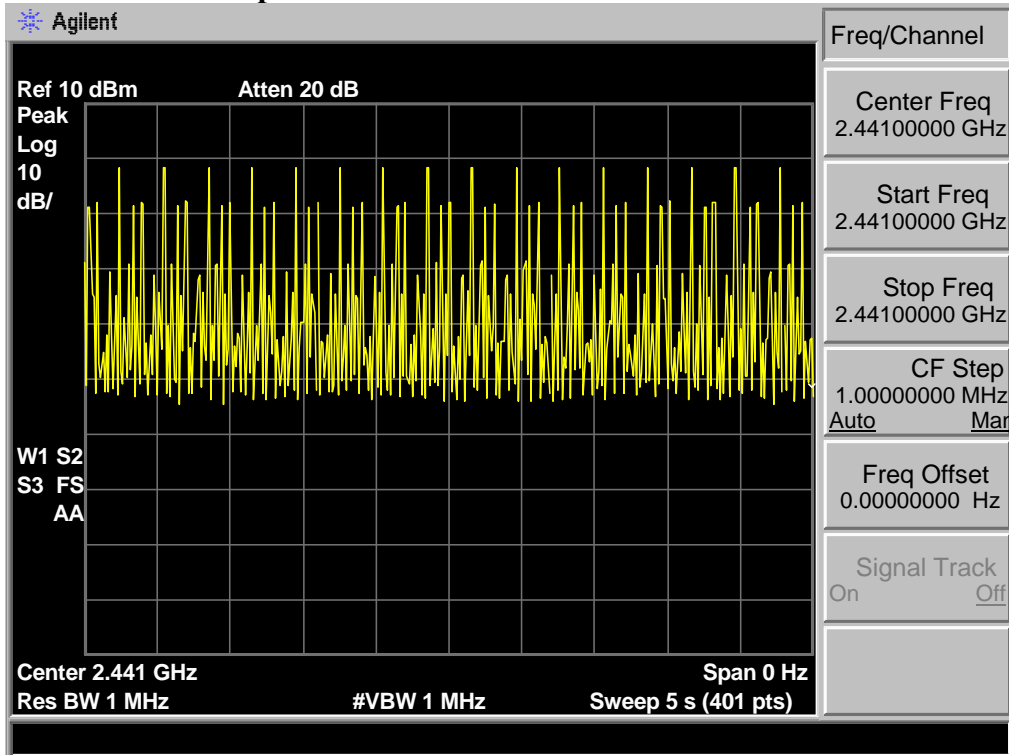 Agilent
Freq/Channel
Ref 10 dBm Atten 20 dB
Peak
Log
10
dB/
W1 S2
S3 FS
AA
Center 2.441 GHz Span 0 Hz
Res BW 1 MHz #VBW 1 MHz Sweep 5 s (401 pts)
Center Freq
2.44100000 GHz
Start Freq
2.44100000 GHz
Stop Freq
2.44100000 GHz
CF Step
1.00000000 MHz
Auto Man
Freq Offset
0.00000000 Hz
Signal Track
On Off